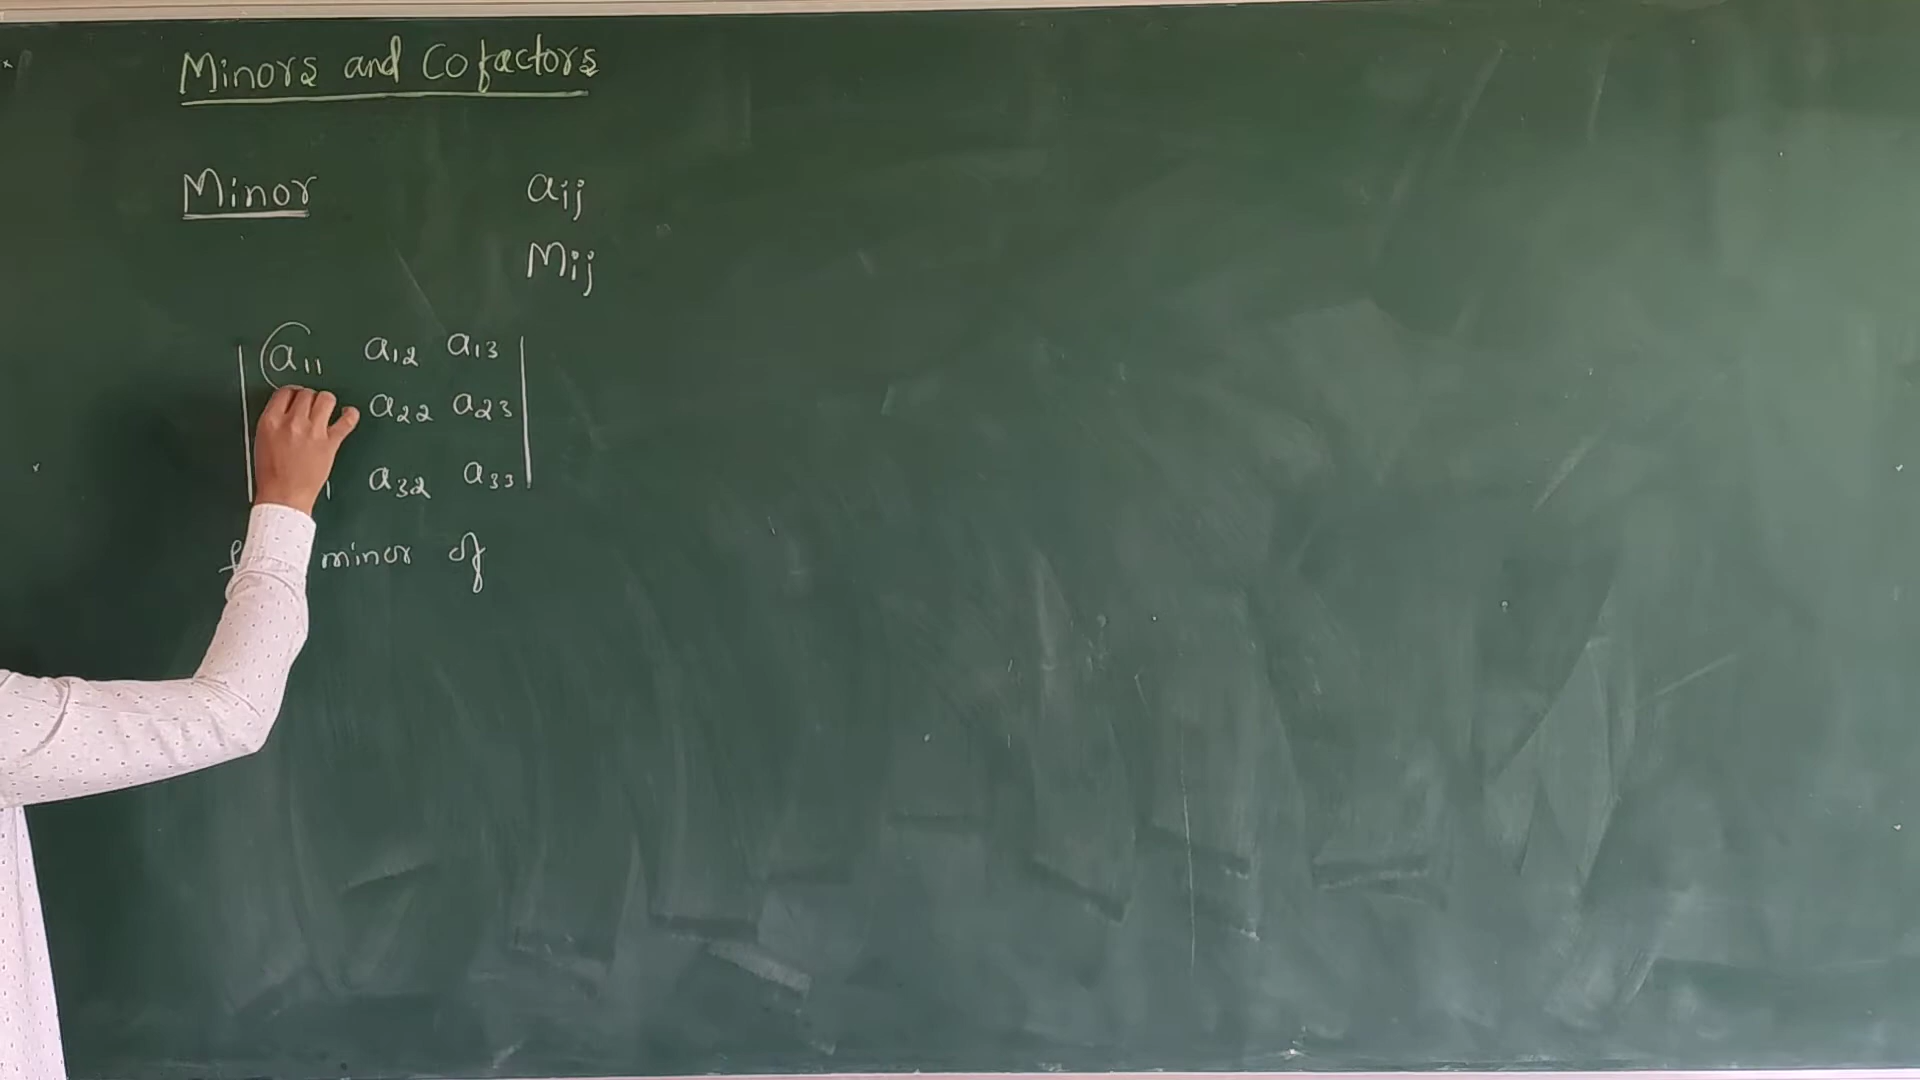 Minors and Cofactors
Minor aij
Mij
a11 a12 a13
a22 a23
a32 a33
minor of